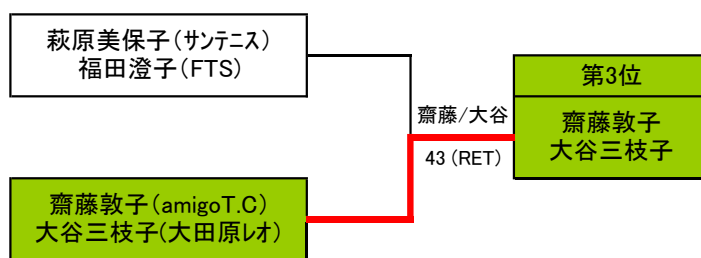 萩原美保子(サンテニス)
福田澄子(FTS)
第3位
齋藤/大谷
齋藤敦子
大谷三枝子
43 (RET)
齋藤敦子(amigoT.C)
大谷三枝子(大田原レオ)